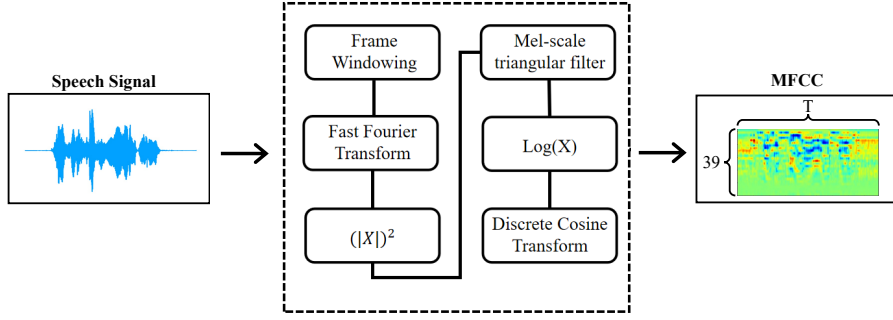 Speech Signal
Frame
Windowing
Fast Fourier
Transform
(|X|)²
Mel-scale
triangular filter
Log(X)
Discrete Cosine
Transform
MFCC
T
39